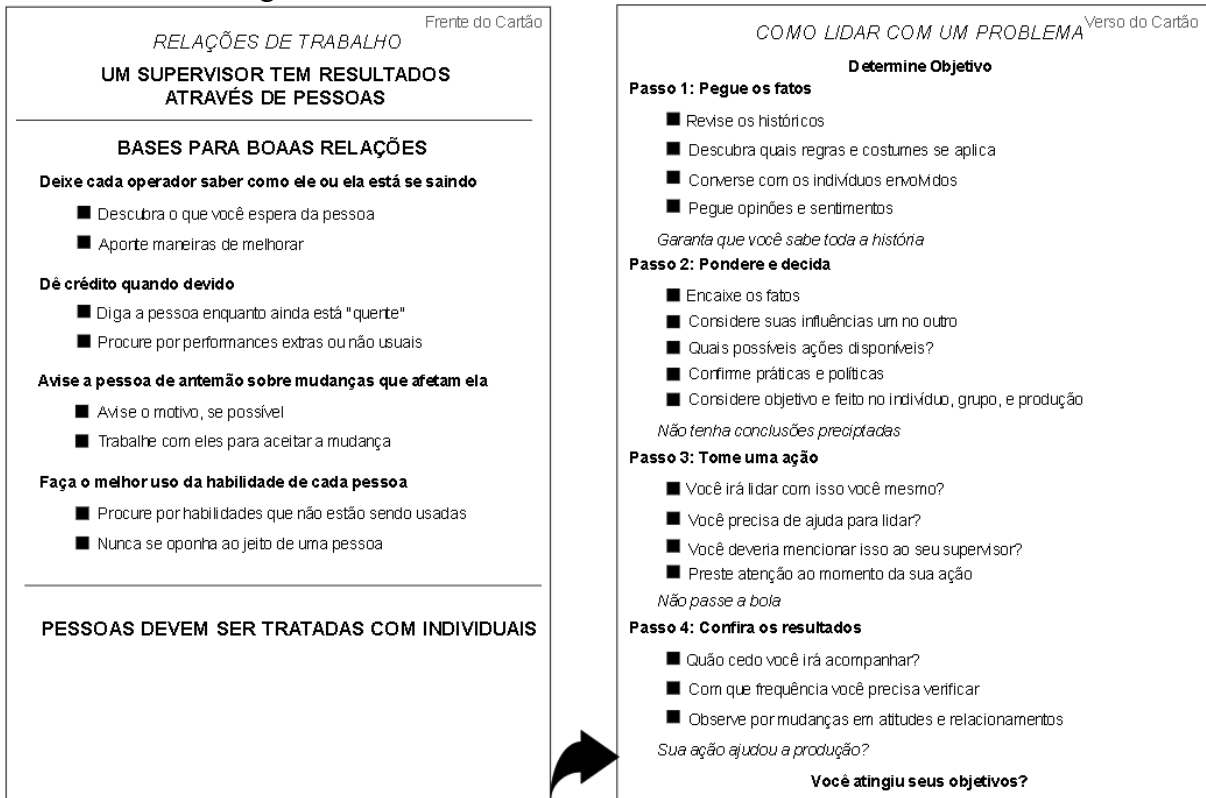 Frente do Cartão
RELAÇÕES DE TRABALHO
UM SUPERVISOR TEM RESULTADOS
ATRAVÉS DE PESSOAS
BASES PARA BOAAS RELAÇÕES
Deixe cada operador saber como ele ou ela está se saindo
■ Descubra o que você espera da pessoa
■ Aponte maneiras de melhorar
Dê crédito quando devido
■ Diga a pessoa enquanto ainda está "quente"
■ Procure por performances extras ou não usuais
Avise a pessoa de antemão sobre mudanças que afetam ela
■ Avise o motivo, se possível
■ Trabalhe com eles para aceitar a mudança
Faça o melhor uso da habilidade de cada pessoa
■ Procure por habilidades que não estão sendo usadas
■ Nunca se oponha ao jeito de uma pessoa
PESSOAS DEVEM SER TRATADAS COM INDIVIDUAIS
Verso do Cartão
COMO LIDAR COM UM PROBLEMA
Determine Objetivo
Passo 1: Pegue os fatos
■ Revise os históricos
■ Descubra quais regras e costumes se aplica
■ Converse com os indivíduos envolvidos
■ Pegue opinões e sentimentos
Garanta que você sabe toda a história
Passo 2: Pondere e decida
■ Encaixe os fatos
■ Considere suas influências um no outro
■ Quais possíveis ações disponíveis?
■ Confirme práticas e políticas
■ Considere objetivo e feito no indivíduo, grupo, e produção
Não tenha conclusões preciptadas
Passo 3: Tome uma ação
■ Você irá lidar com isso você mesmo?
■ Você precisa de ajuda para lidar?
■ Você deveria mencionar isso ao seu supervisor?
■ Preste atenção ao momento da sua ação
Não passe a bola
Passo 4: Confira os resultados
■ Quão cedo você irá acompanhar?
■ Com que frequência você precisa verificar
■ Observe por mudanças em atitudes e relacionamentos
Sua ação ajudou a produção?
Você atingiu seus objetivos?